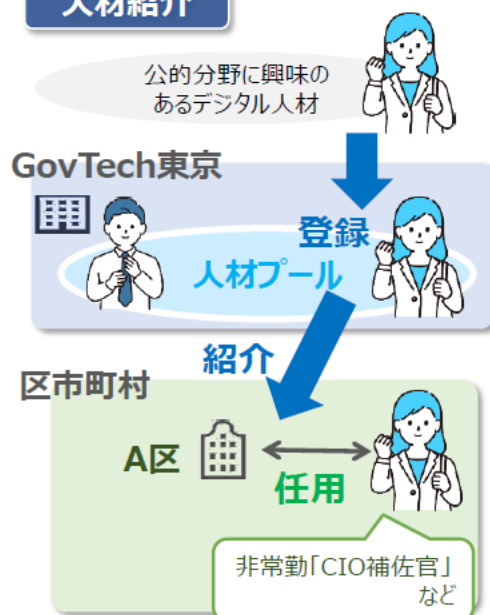 人材紹介
公的分野に興味の
あるデジタル人材
GovTech東京
登録
人材プール
紹介
区市町村
A区
任用
非常勤「CIO補佐官」
など